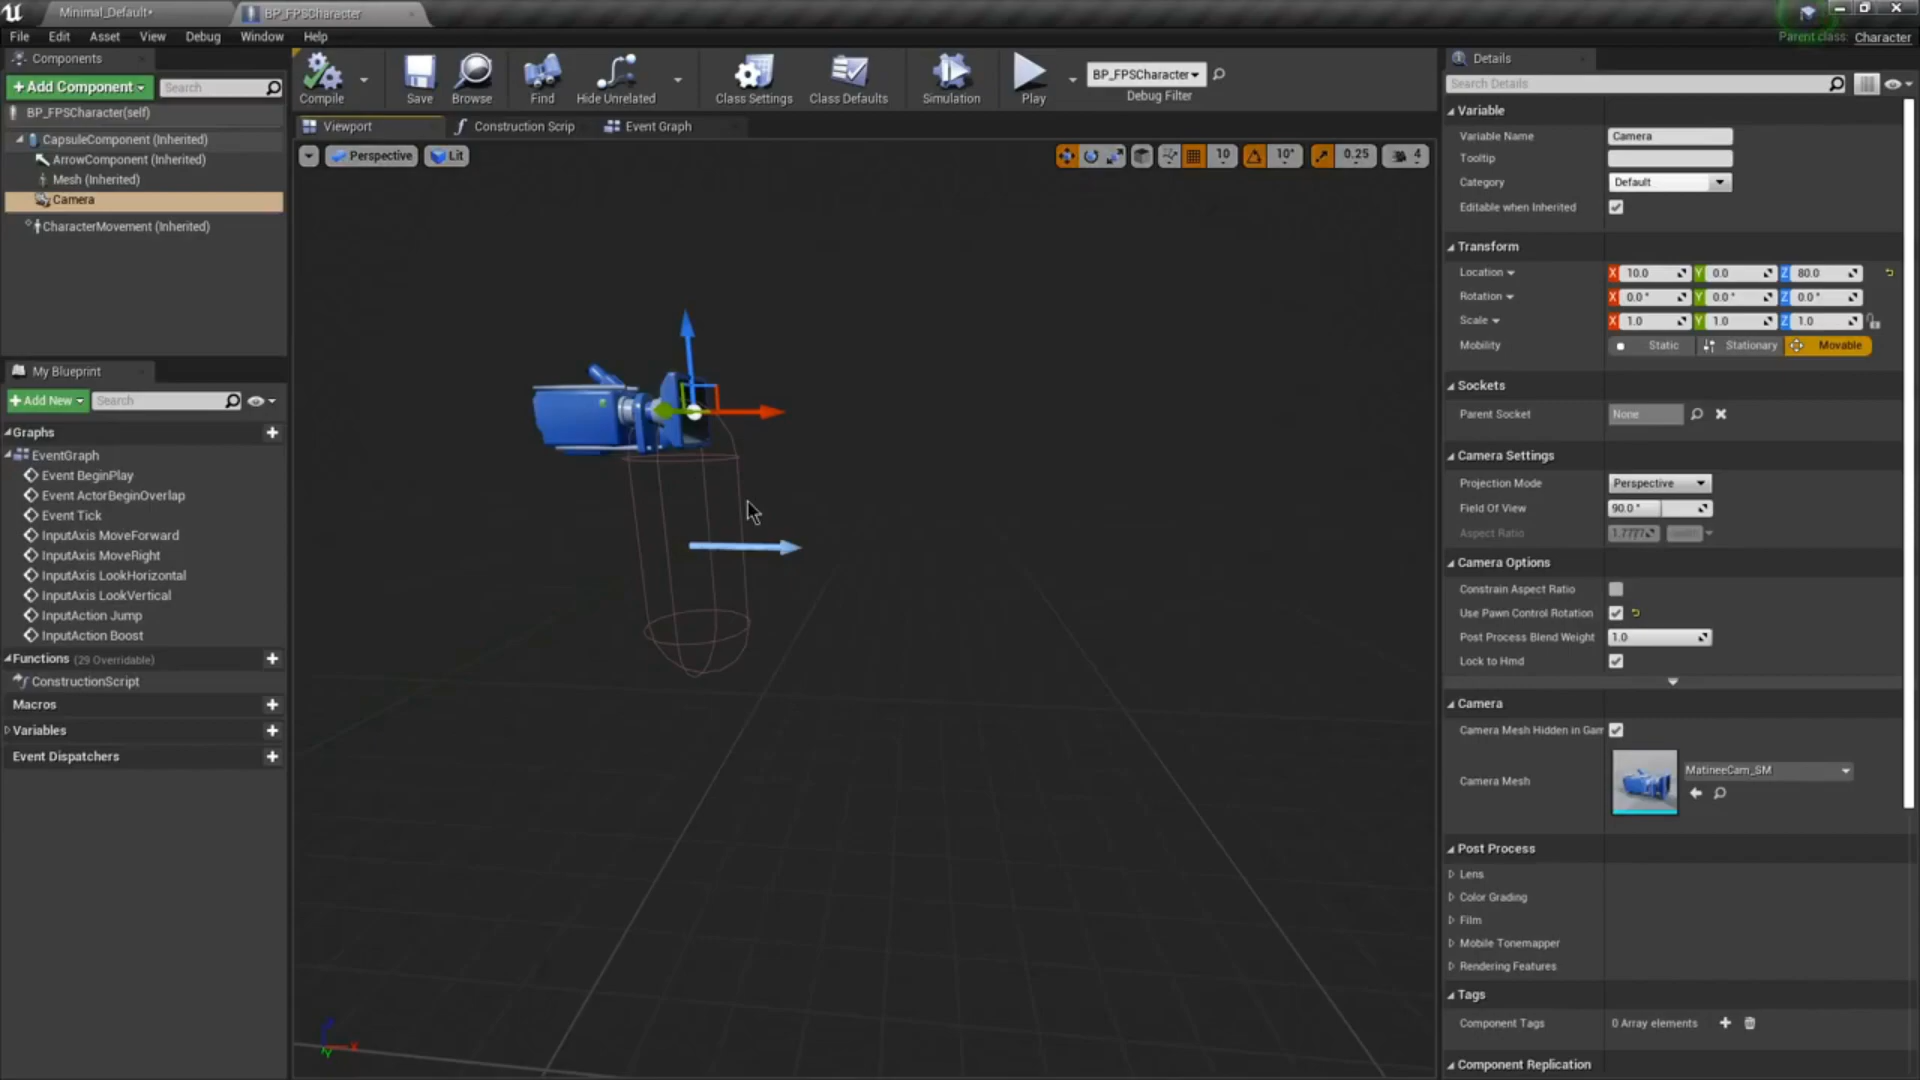 Minimal_Default•
BP_FPSCharacter
Parent class: Character
File Edit Asset View Debug Window Help
Components
+Add Component
Search
BP_FPSCharacter(self)
CapsuleComponent (Inherited)
ArrowComponent (Inherited)
Mesh (Inherited)
Camera
CharacterMovement (Inherited)
My Blueprint
+Add New
Search
Graphs
EventGraph
Event BeginPlay
Event ActorBeginOverlap
Event Tick
InputAxis MoveForward
InputAxis MoveRight
InputAxis LookHorizontal
InputAxis LookVertical
InputAction Jump
InputAction Boost
Functions (29 Overridable)
ConstructionScript
Macros
Variables
Event Dispatchers
Compile Save Browse Find Hide Unrelated Class Settings Class Defaults Simulation Play
BP_FPSCharacter
Debug Filter
Viewport Construction Scrip Event Graph
Perspective Lit
10 10° 0.25 4
Z
Y X
Details
Search Details
Variable
Variable Name Camera
Tooltip
Category Default
Editable when Inherited
Transform
Location X 10.0 Y 0.0 Z 80.0
Rotation X 0.0° Y 0.0° Z 0.0°
Scale X 1.0 Y 1.0 Z 1.0
Mobility Static Stationary Movable
Sockets
Parent Socket None
Camera Settings
Projection Mode Perspective
Field Of View 90.0°
Aspect Ratio 1.7777
Camera Options
Constrain Aspect Ratio
Use Pawn Control Rotation
Post Process Blend Weight 1.0
Lock to Hmd
Camera
Camera Mesh Hidden in Gam
Camera Mesh MatineeCam_SM
Post Process
Lens
Color Grading
Film
Mobile Tonemapper
Rendering Features
Tags
Component Tags 0 Array elements
Component Replication